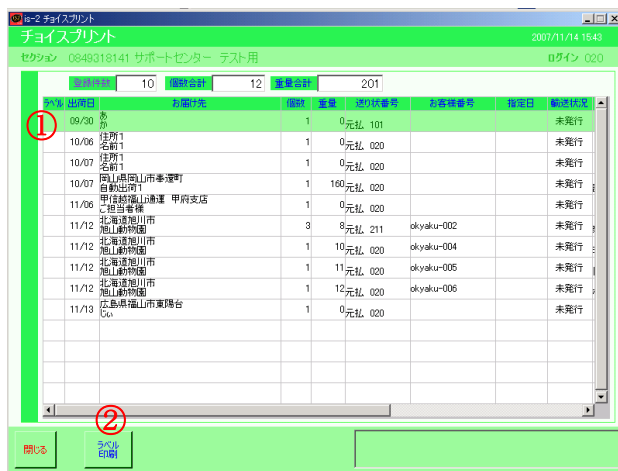 is-2 チョイスプリント
チョイスプリント 2007/11/14 15:43
セクション 0849318141 サポートセンター テスト用 ログイン 020
登録件数 10 個数合計 12 重量合計 201
ラベル 出荷日 お届け先 個数 重量 送り状番号 お客様番号 指定日 輸送状況
①
09/30 あ 1 0 元払 101 未発行
か
10/06 住所1 1 0 元払 020 未発行
名前1
10/07 住所1 1 0 元払 020 未発行
名前1
10/07 岡山県岡山市奉還町 1 160 元払 020 未発行
自動出荷1
11/06 甲信越福山通運 甲府支店 1 0 元払 020 未発行
ご担当者様
11/12 北海道旭川市 3 8 元払 211 okyaku-002 未発行
旭山動物園
11/12 北海道旭川市 1 10 元払 020 okyaku-004 未発行
旭山動物園
11/12 北海道旭川市 1 11 元払 020 okyaku-005 未発行
旭山動物園
11/12 北海道旭川市 1 12 元払 020 okyaku-006 未発行
旭山動物園
11/13 広島県福山市東陽台 1 0 元払 020 未発行
じい
②
閉じる ラベル
印刷